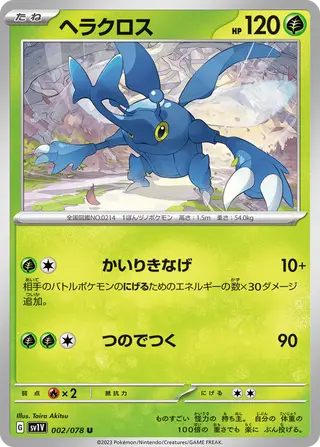 たね ヘラクロス HP 120
全国図鑑NO.0214 1ぽんヅノポケモン 高さ:1.5m 重さ:54.0kg
かいりきなげ 10+
相手のバトルポケモンのにげるためのエネルギーの数×30ダメージ
追加。
つのでつく 90
弱点 ×2 抵抗力 にげる
Illus. Taira Akitsu
G sv1V 002/078 U
ものすごい 怪力の 持ち主。自分の 体重の
100倍の 重さでも 楽に ぶん投げる。
©2023 Pokémon/Nintendo/Creatures/GAME FREAK.